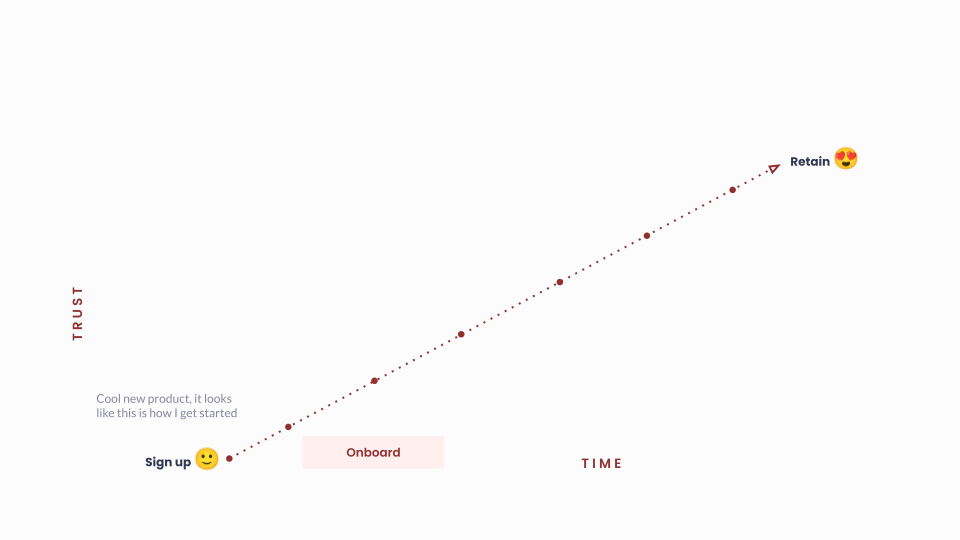 Retain
TRUST
Cool new product, it looks
like this is how I get started
Sign up
Onboard
TIME